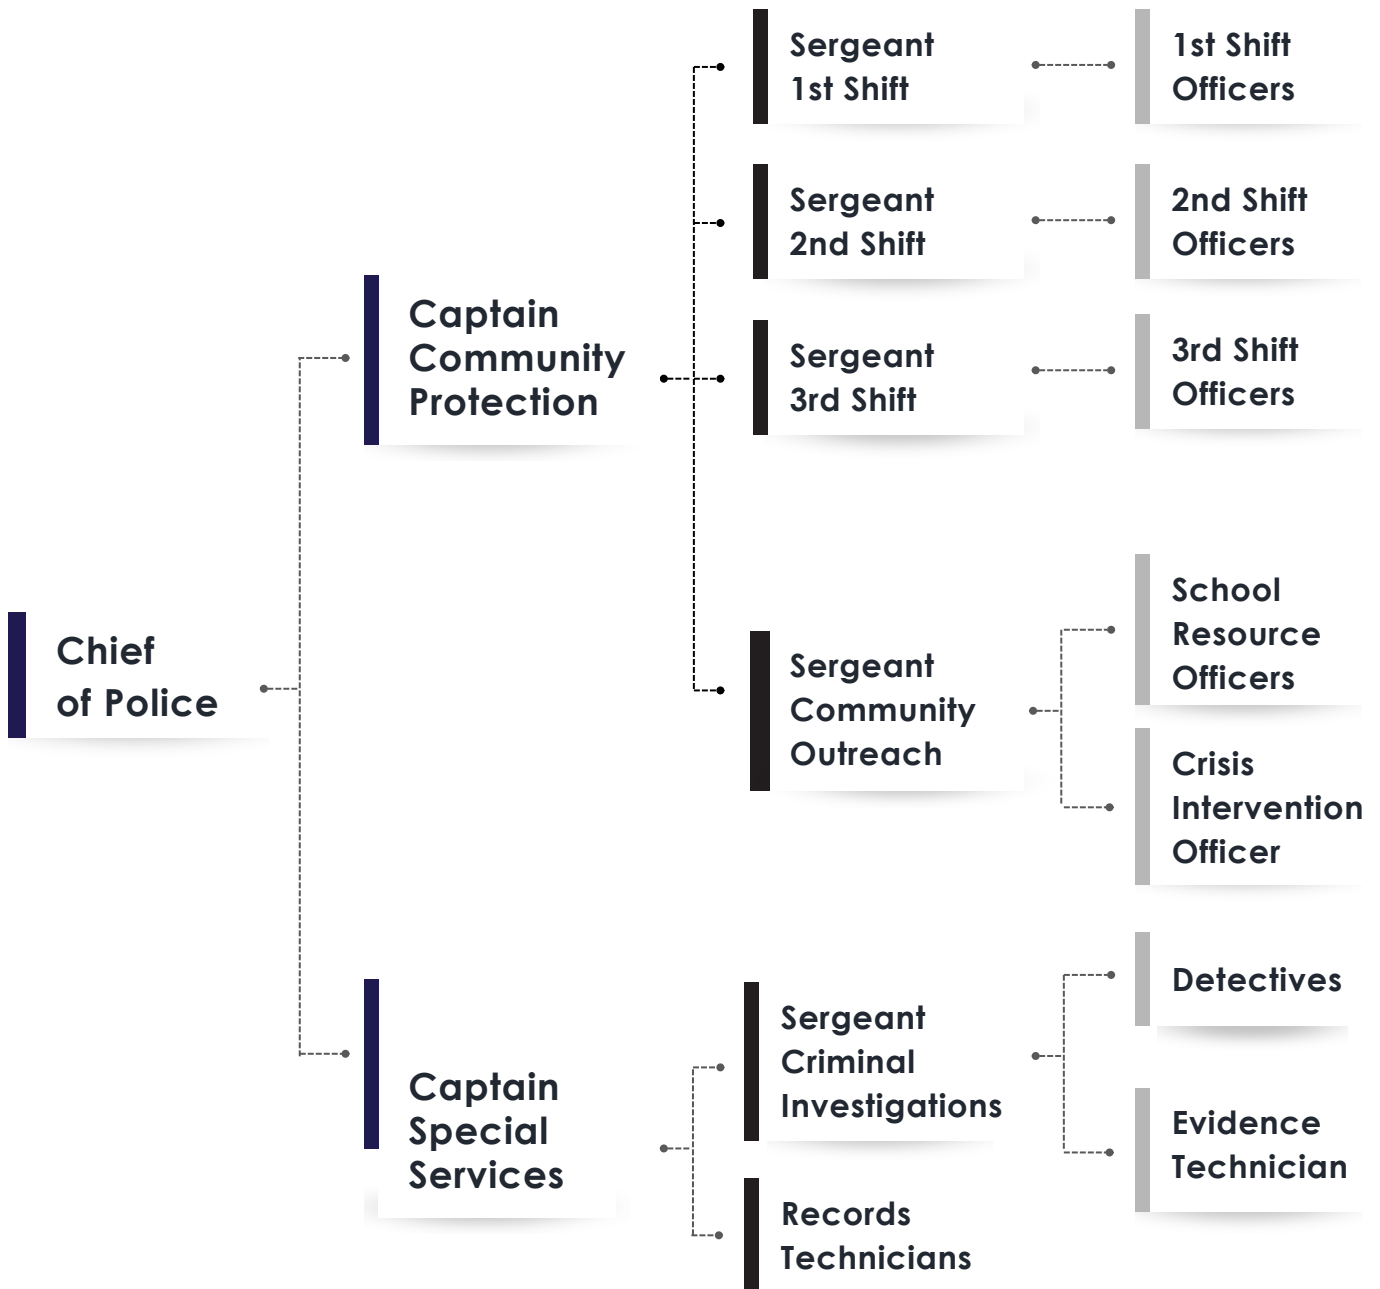 Chief
of Police
Captain
Community
Protection
Sergeant
1st Shift
1st Shift
Officers
Sergeant
2nd Shift
2nd Shift
Officers
Sergeant
3rd Shift
3rd Shift
Officers
Sergeant
Community
Outreach
School
Resource
Officers
Crisis
Intervention
Officer
Captain
Special
Services
Sergeant
Criminal
Investigations
Detectives
Evidence
Technician
Records
Technicians